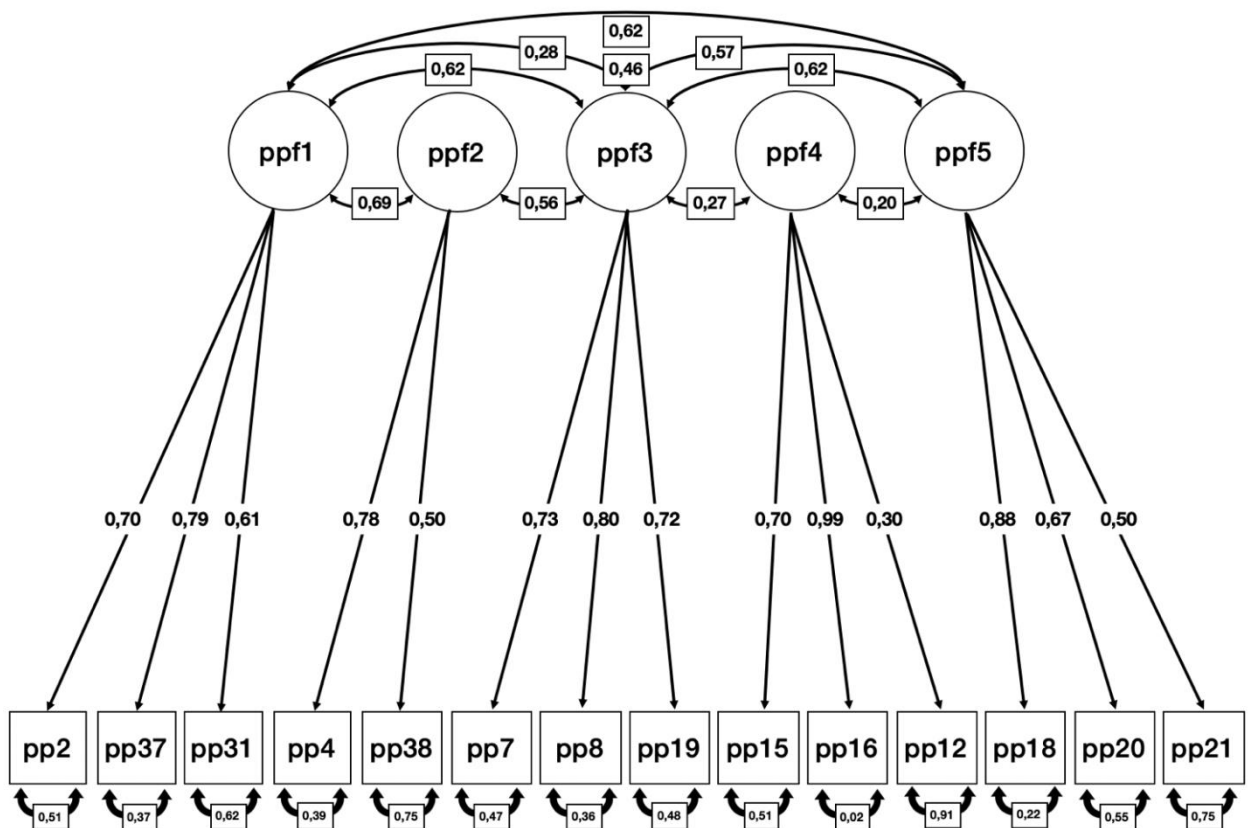 0,62
0,28 0,57
0,62 0,46 0,62
ppf1 ppf2 ppf3 ppf4 ppf5
0,69 0,56 0,27 0,20
0,70 0,79 0,61 0,78 0,50 0,73 0,80 0,72 0,70 0,99 0,30 0,88 0,67 0,50
pp2 pp37 pp31 pp4 pp38 pp7 pp8 pp19 pp15 pp16 pp12 pp18 pp20 pp21
0,51 0,37 0,62 0,39 0,75 0,47 0,36 0,48 0,51 0,02 0,91 0,22 0,55 0,75